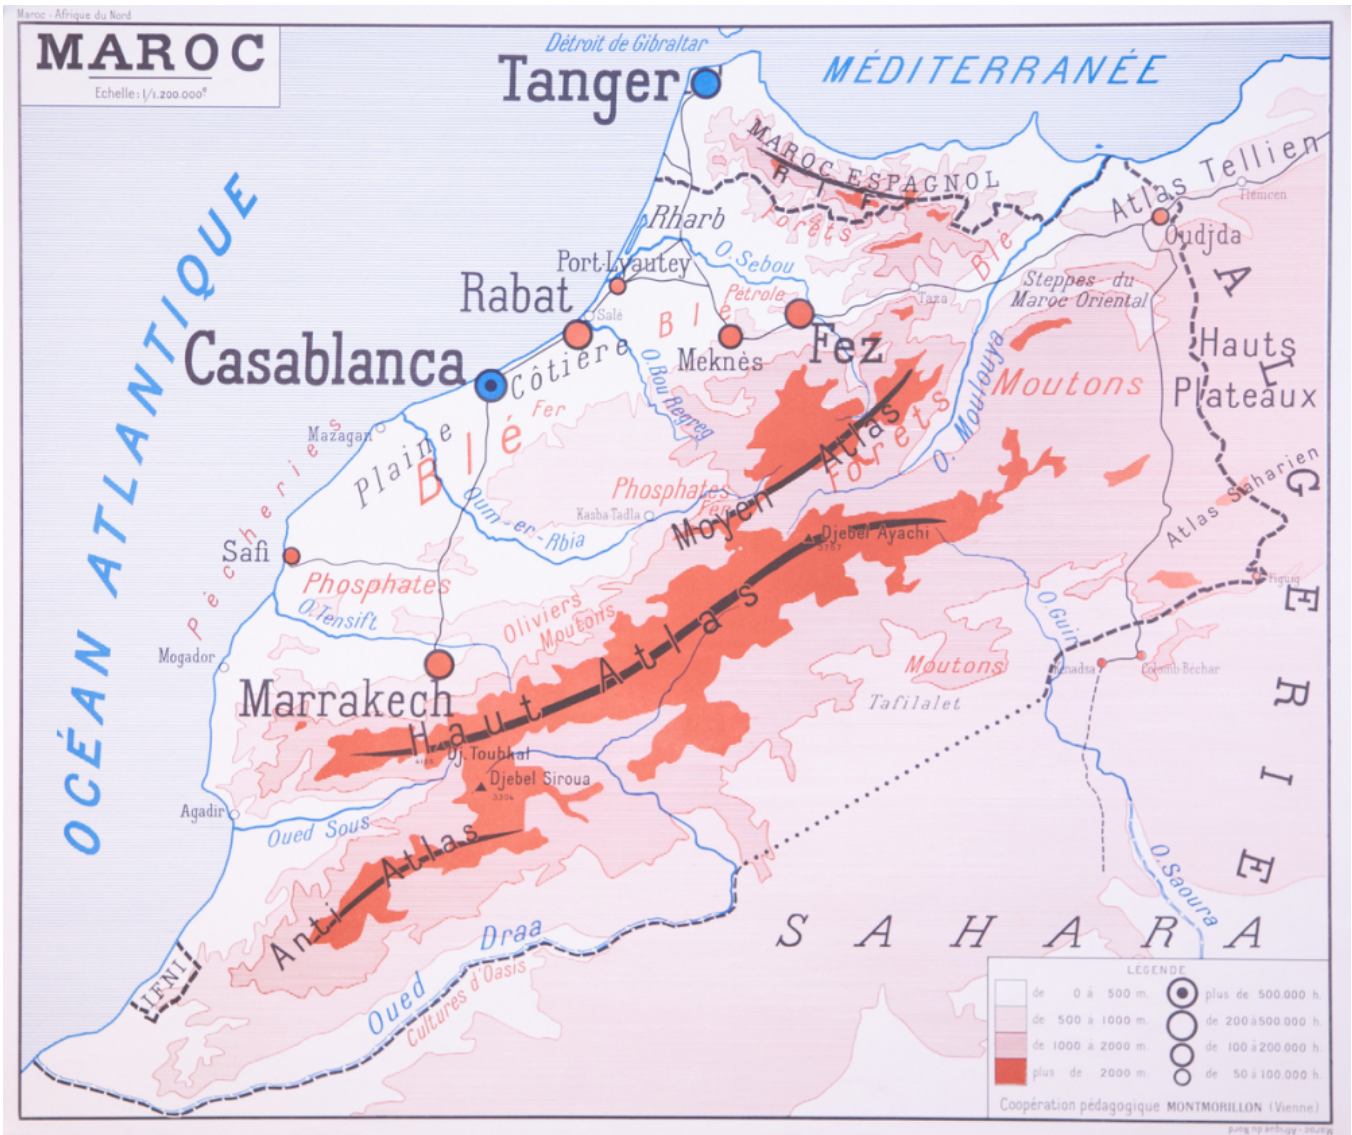 Maroc - Afrique du Nord
MAROC
Echelle: 1/1.200.000e
Détroit de Gibraltar
Tanger
MÉDITERRANÉE
MAROC ESPAGNOL
RIF
Forêts
Atlas Tellien
Tlemcen
Oudjda
Rharb
O. Sebou
Blé
Port-Lyautey
Pétrole
Taza
Steppes du
Maroc Oriental
Rabat
Salé
Blé
Meknès
Fez
Casablanca
Côtière
O. Bou Regreg
O. Moulouya
Moutons
Hauts
Plateaux
ALGERIE
OCÉAN ATLANTIQUE
Fer
Mazagan
Pécheries
Plaine
Blé
Moyen Atlas
Forêts
Phosphates
Fer
Kasba-Tadla
Oum-er-Rbia
Atlas Saharien
Safi
Djebel Ayachi
Phosphates
O. Tensift
Oliviers
Moutons
Figuig
O. Guir
Mogador
Marrakech
Haut Atlas
Moutons
Tafilalet
Colomb-Béchar
Dj. Toubkal
Djebel Siroua
Agadir
Oued Sous
Anti Atlas
O. Saoura
SAHARA
Oued Draa
IFNI
Cultures d'Oasis
LÉGENDE
de 0 à 500 m.
plus de 500.000 h.
de 500 à 1000 m.
de 200 à 500.000 h.
de 1000 à 2000 m.
de 100 à 200.000 h.
plus de 2000 m.
de 50 à 100.000 h.
Coopération pédagogique MONTMORILLON (Vienne)
Maroc - Afrique du Nord